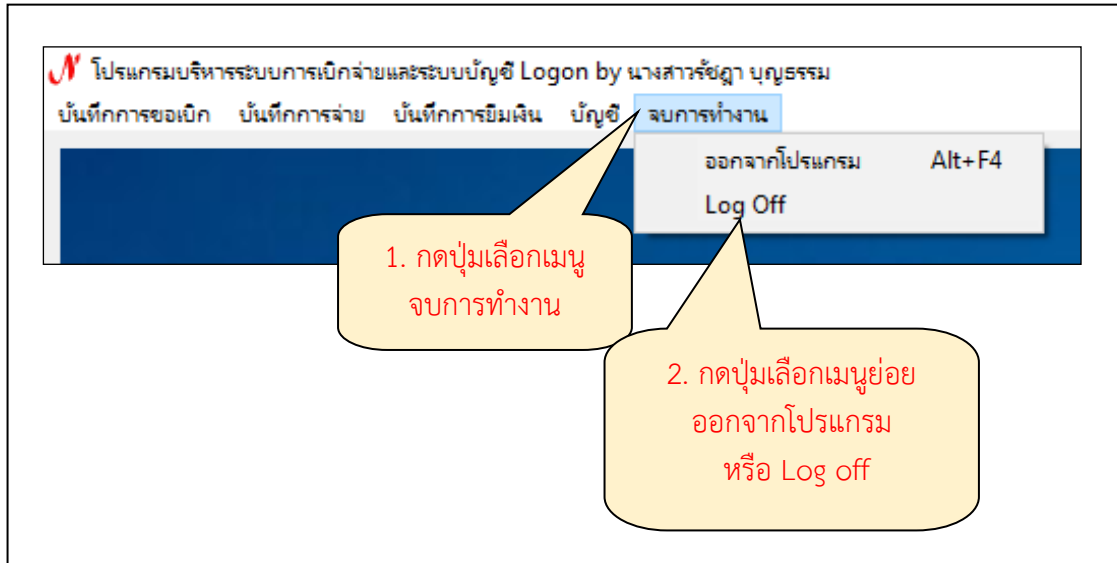 โปรแกรมบริหารระบบการเบิกจ่ายและระบบบัญชี Logon by นางสาวรัชฎา บุญธรรม
บันทึกการขอเบิก บันทึกการจ่าย บันทึกการยืมเงิน บัญชี จบการทำงาน
ออกจากโปรแกรม Alt+F4
Log Off
1. กดปุ่มเลือกเมนู
จบการทำงาน
2. กดปุ่มเลือกเมนูย่อย
ออกจากโปรแกรม
หรือ Log off